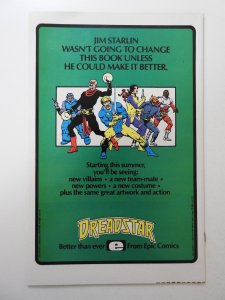 JIM STARLIN
WASN'T GOING TO CHANGE
THIS BOOK UNLESS
HE COULD MAKE IT BETTER.
Starting this summer,
you'll be seeing:
new villains • a new team-mate •
new powers • a new costume •
plus the same great artwork and action
DREADSTAR
Better than ever e From Epic Comics